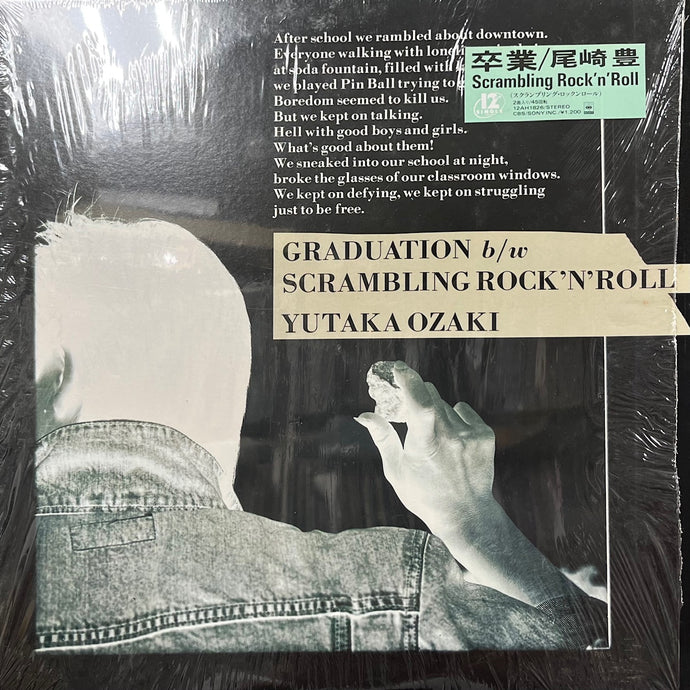 After school we rambled about downtown.
Everyone walking with
at soda fountain, filled with
we played Pin Ball trying to
Boredom seemed to kill us.
But we kept on talking.
Hell with good boys and girls.
What's good about them!
We sneaked into our school at night,
broke the glasses of our classroom windows.
We kept on defying, we kept on struggling
just to be free.
卒業/尾崎豊
Scrambling Rock'n'Roll
(スクランブリング・ロックンロール)
12 SINGLE
2曲入り/45回転
12AH1826/STEREO
CBS/SONY INC./¥1,200
GRADUATION b/w
SCRAMBLING ROCK'N'ROLL
YUTAKA OZAKI